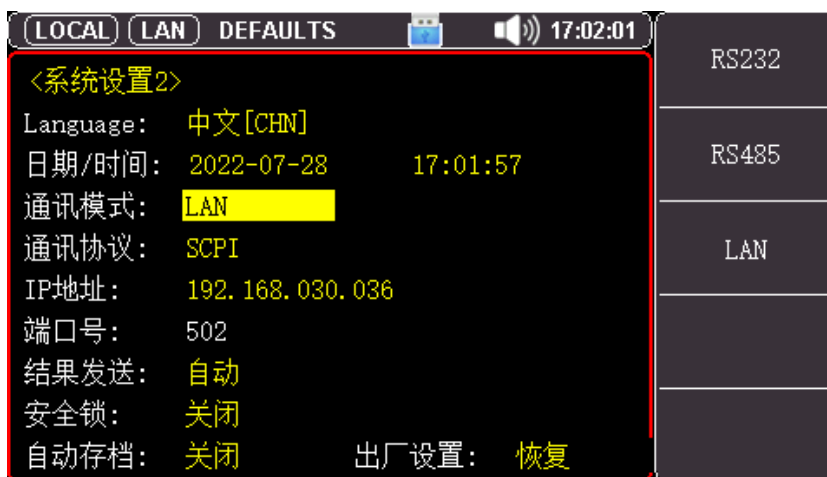 LOCAL LAN DEFAULTS 17:02:01
<系统设置2>
Language: 中文[CHN]
日期/时间: 2022-07-28 17:01:57
通讯模式: LAN
通讯协议: SCPI
IP地址: 192.168.030.036
端口号: 502
结果发送: 自动
安全锁: 关闭
自动存档: 关闭 出厂设置: 恢复
RS232
RS485
LAN